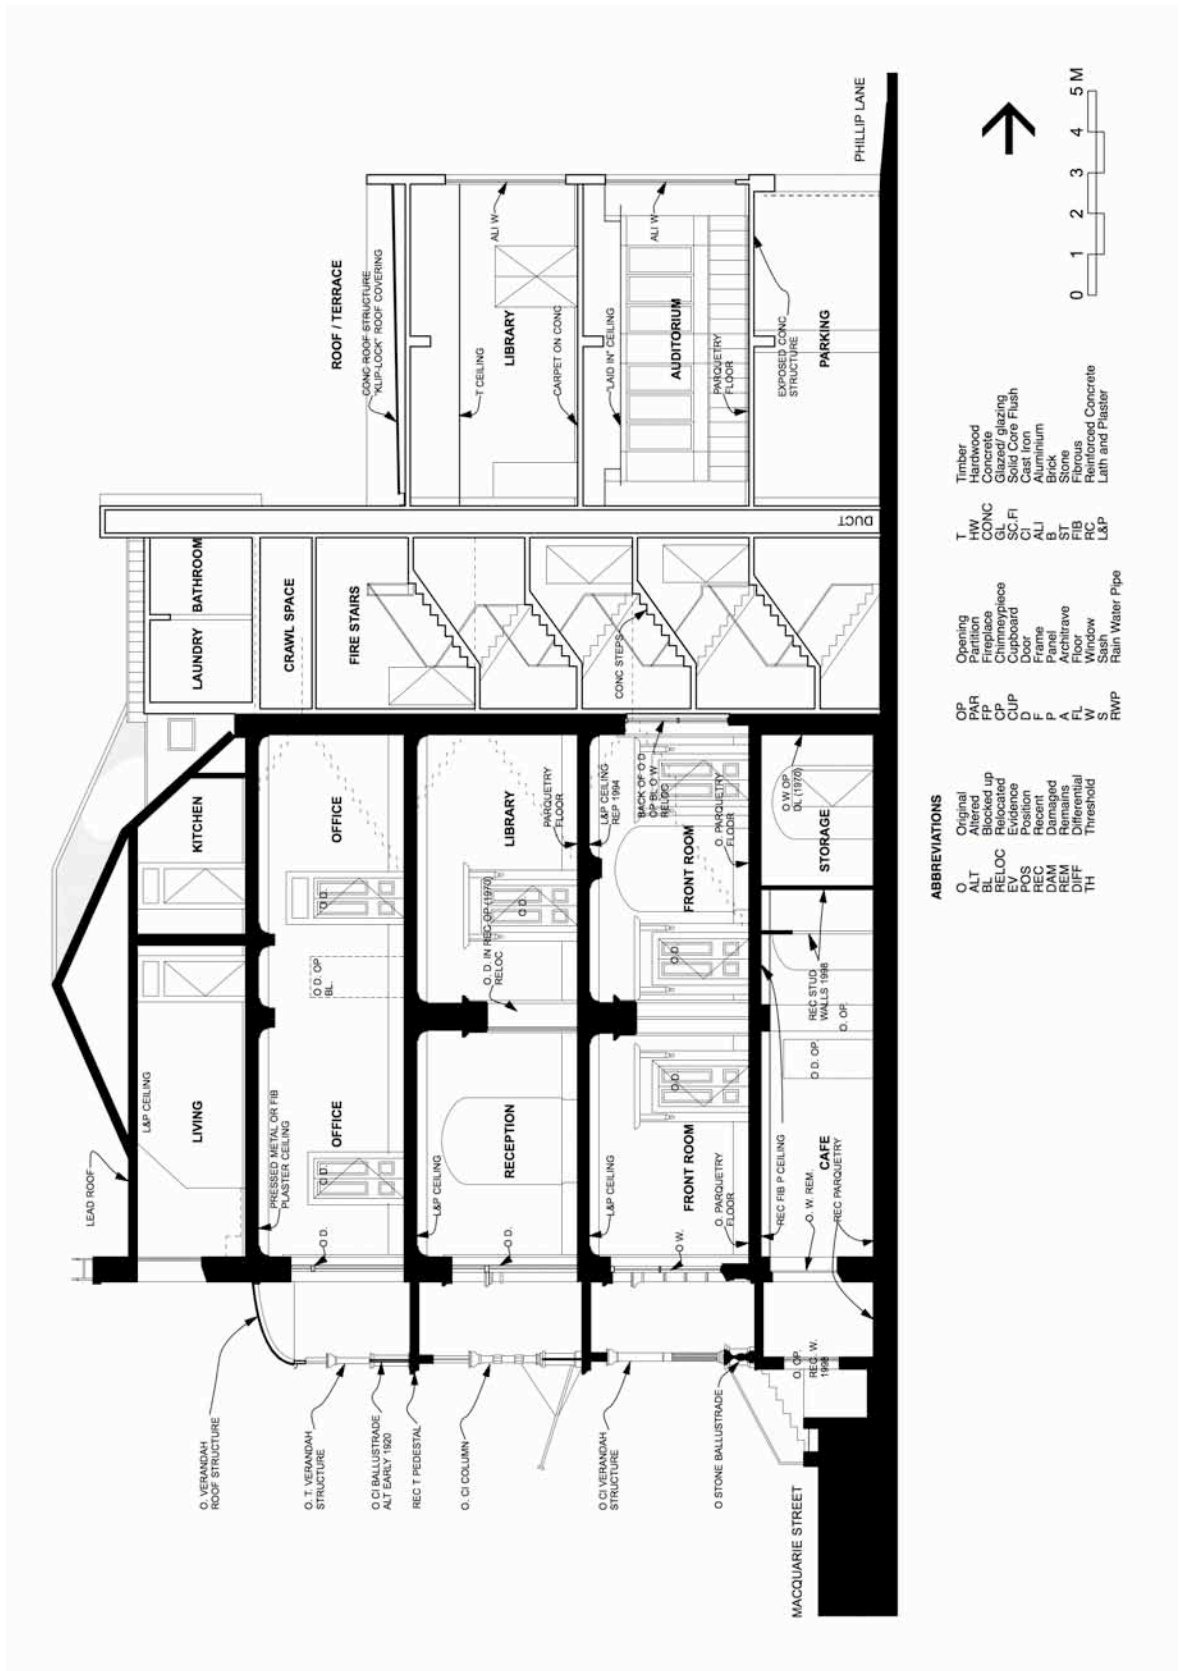 LEAD ROOF
L&P CEILING
LIVING
KITCHEN
LAUNDRY
BATHROOM
ROOF / TERRACE
CONC ROOF STRUCTURE
"KLIP-LOCK" ROOF COVERING
O. VERANDAH
ROOF STRUCTURE
PRESSED METAL OR FIB
PLASTER CEILING
OFFICE
O D. OP
BL.
OFFICE
CRAWL SPACE
FIRE STAIRS
O D.
O.D.
O.D.
O. T. VERANDAH
STRUCTURE
O CI BALLUSTRADE
ALT EARLY 1920
REC T PEDESTAL
L&P CEILING
RECEPTION
O. D. IN REC OP (1970)
RELOC
O D.
LIBRARY
PARQUETRY
FLOOR
T CEILING
LIBRARY
ALI W
CARPET ON CONC
O. CI COLUMN
O D.
L&P CEILING
L&P CEILING
REP 1994
BACK OF O D
OP BL O W
RELOC
CONC STEPS
"LAID IN" CEILING
ALI W
AUDITORIUM
O CI VERANDAH
STRUCTURE
O W.
FRONT ROOM
O.D.
O.D.
FRONT ROOM
O. PARQUETRY
FLOOR
O. PARQUETRY
FLOOR
PARQUETRY
FLOOR
O STONE BALLUSTRADE
REC FIB P CEILING
O W OP
DL (1970)
EXPOSED CONC
STRUCTURE
PARKING
O. OP.
REC. W.
1998
O. W. REM.
CAFE
REC PARQUETRY
O D. OP.
O. OP.
REC STUD
WALLS 1998
STORAGE
DUCT
MACQUARIE STREET
PHILLIP LANE
ABBREVIATIONS
O Original
ALT Altered
BL Blocked up
RELOC Relocated
EV Evidence
POS Position
REC Recent
DAM Damaged
REM Remains
DIFF Differential
TH Threshold
OP Opening
PAR Partition
FP Fireplace
CP Chimneypiece
CUP Cupboard
D Door
F Frame
P Panel
A Architrave
FL Floor
W Window
S Sash
RWP Rain Water Pipe
T Timber
HW Hardwood
CONC Concrete
GL Glazed/ glazing
SC.Fl Solid Core Flush
CI Cast Iron
ALI Aluminium
B Brick
ST Stone
FIB Fibrous
RC Reinforced Concrete
L&P Lath and Plaster
0 1 2 3 4 5 M